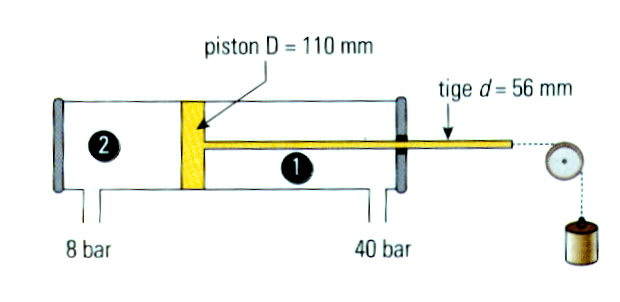 piston D = 110 mm
tige d = 56 mm
2
1
8 bar
40 bar